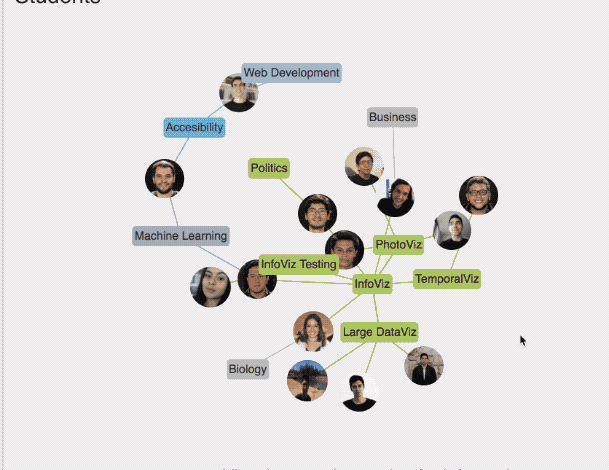 Students
Web Development
Business
Accesibility
Politics
Machine Learning
PhotoViz
InfoViz Testing
TemporalViz
InfoViz
Large DataViz
Biology